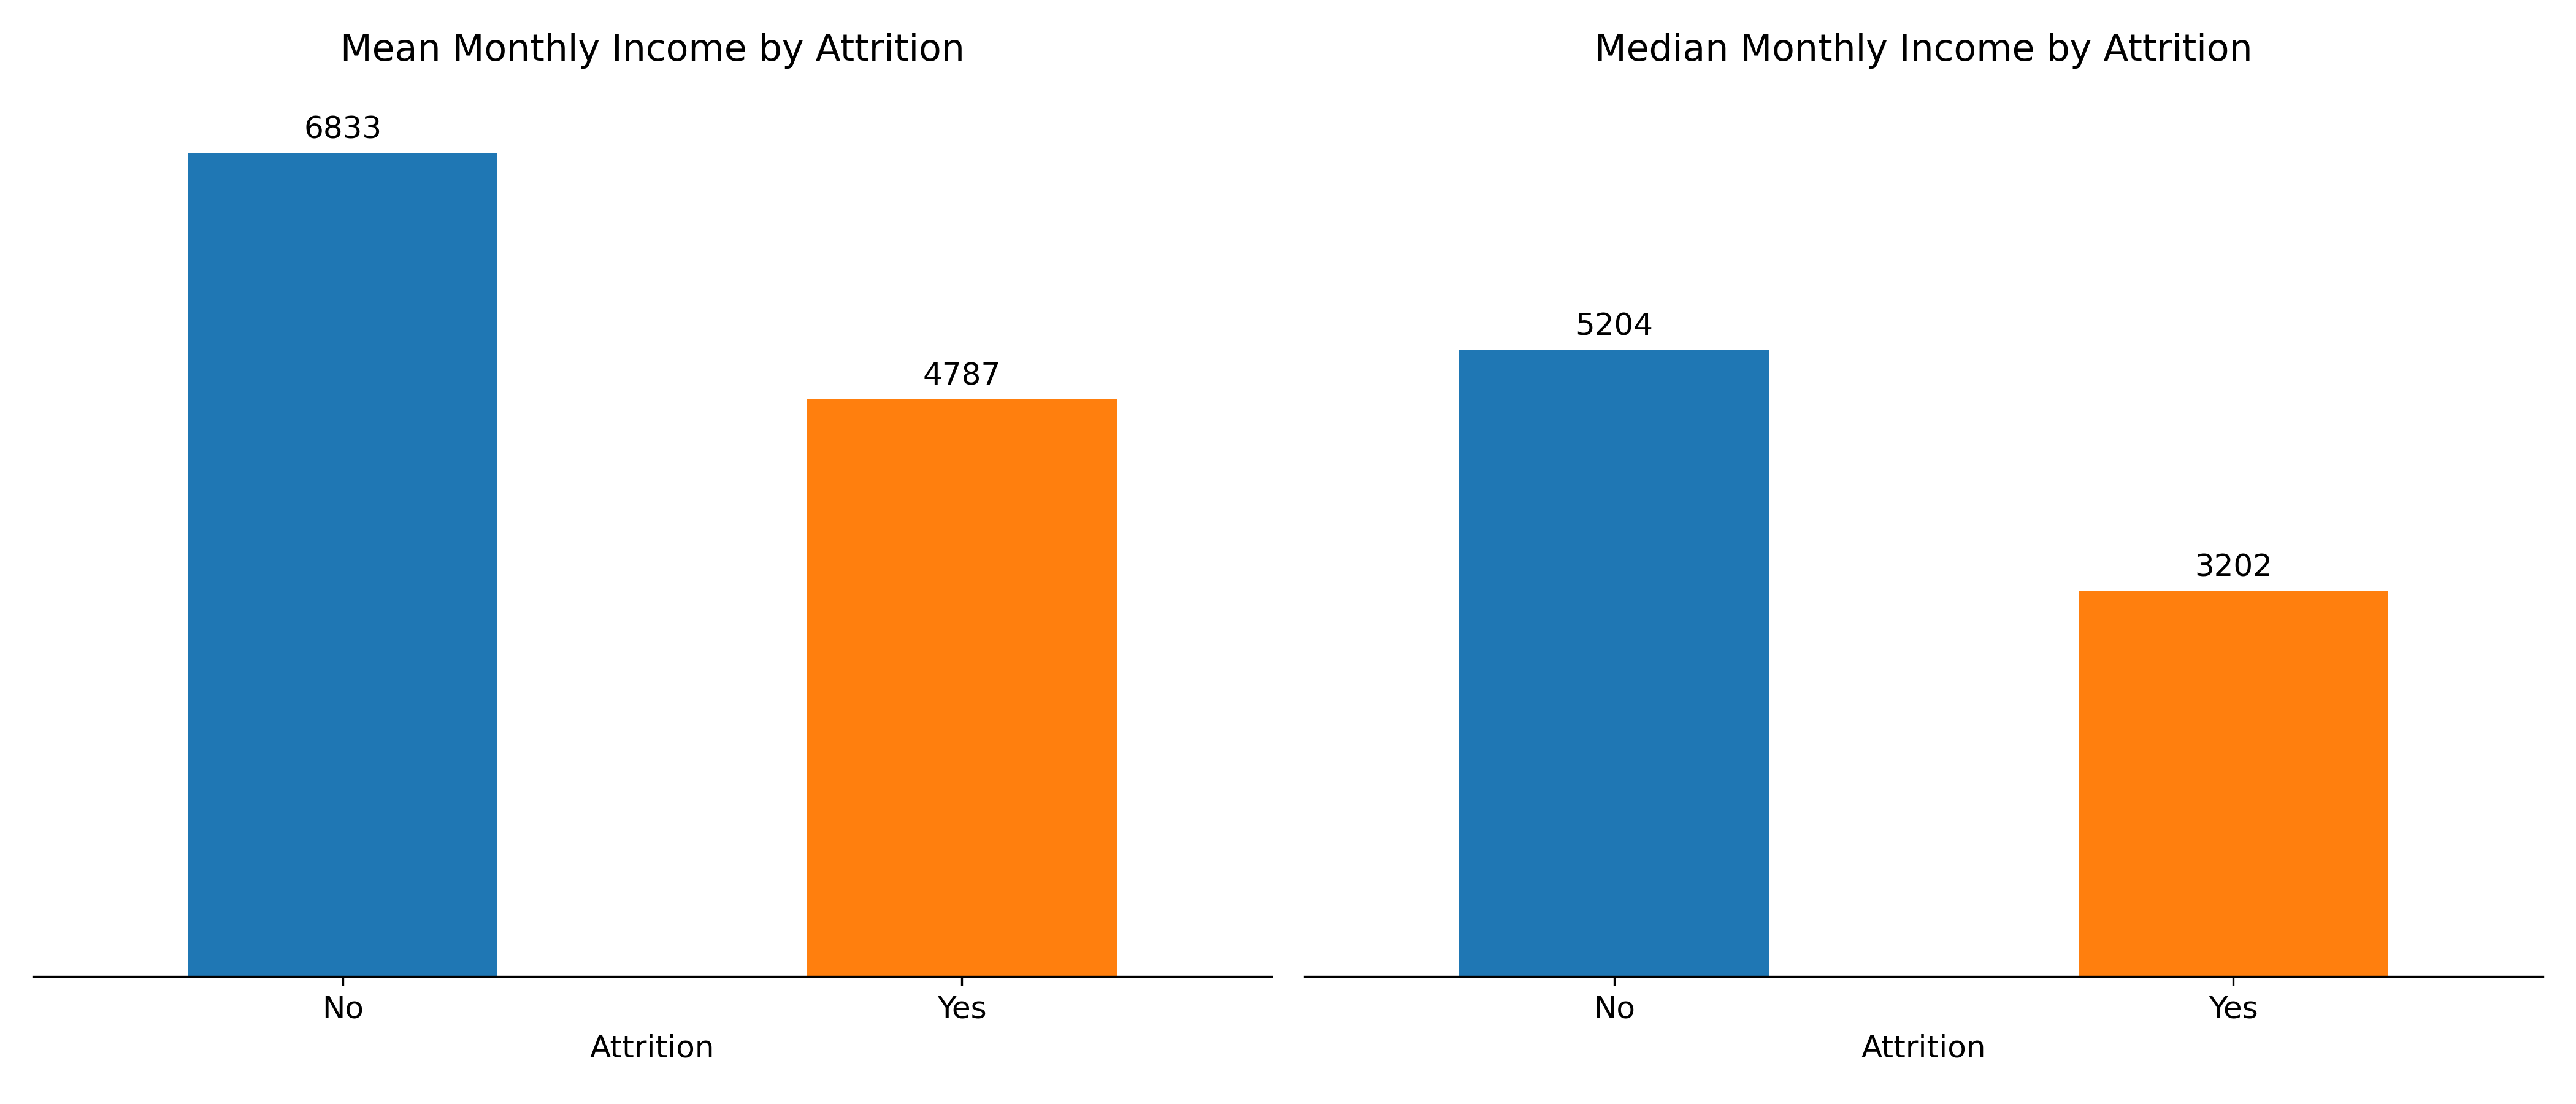 Mean Monthly Income by Attrition
6833
4787
No
Yes
Attrition
Median Monthly Income by Attrition
5204
3202
No
Yes
Attrition